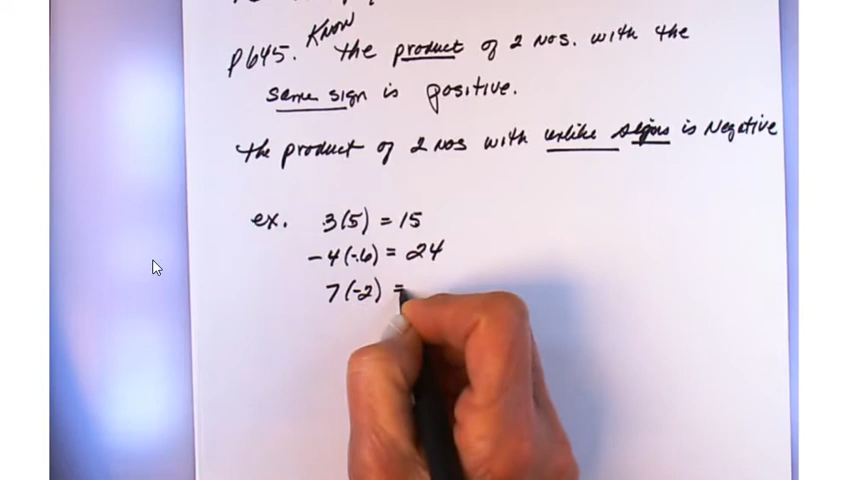 P645. KNOW the product of 2 nos. with the
same sign is positive.
the product of 2 nos with unlike signs is Negative
ex. 3(5) = 15
-4(-6) = 24
7(-2) =